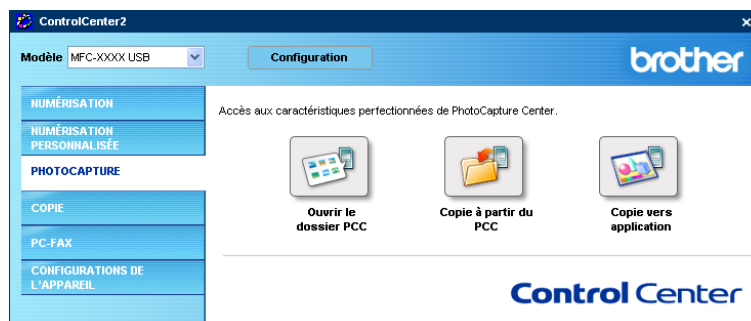 ControlCenter2
Modèle MFC-XXXX USB
Configuration
brother
NUMÉRISATION
NUMÉRISATION
PERSONNALISÉE
PHOTOCAPTURE
COPIE
PC-FAX
CONFIGURATIONS DE
L'APPAREIL
Accès aux caractéristiques perfectionnées de PhotoCapture Center.
Ouvrir le
dossier PCC
Copie à partir du
PCC
Copie vers
application
Control Center